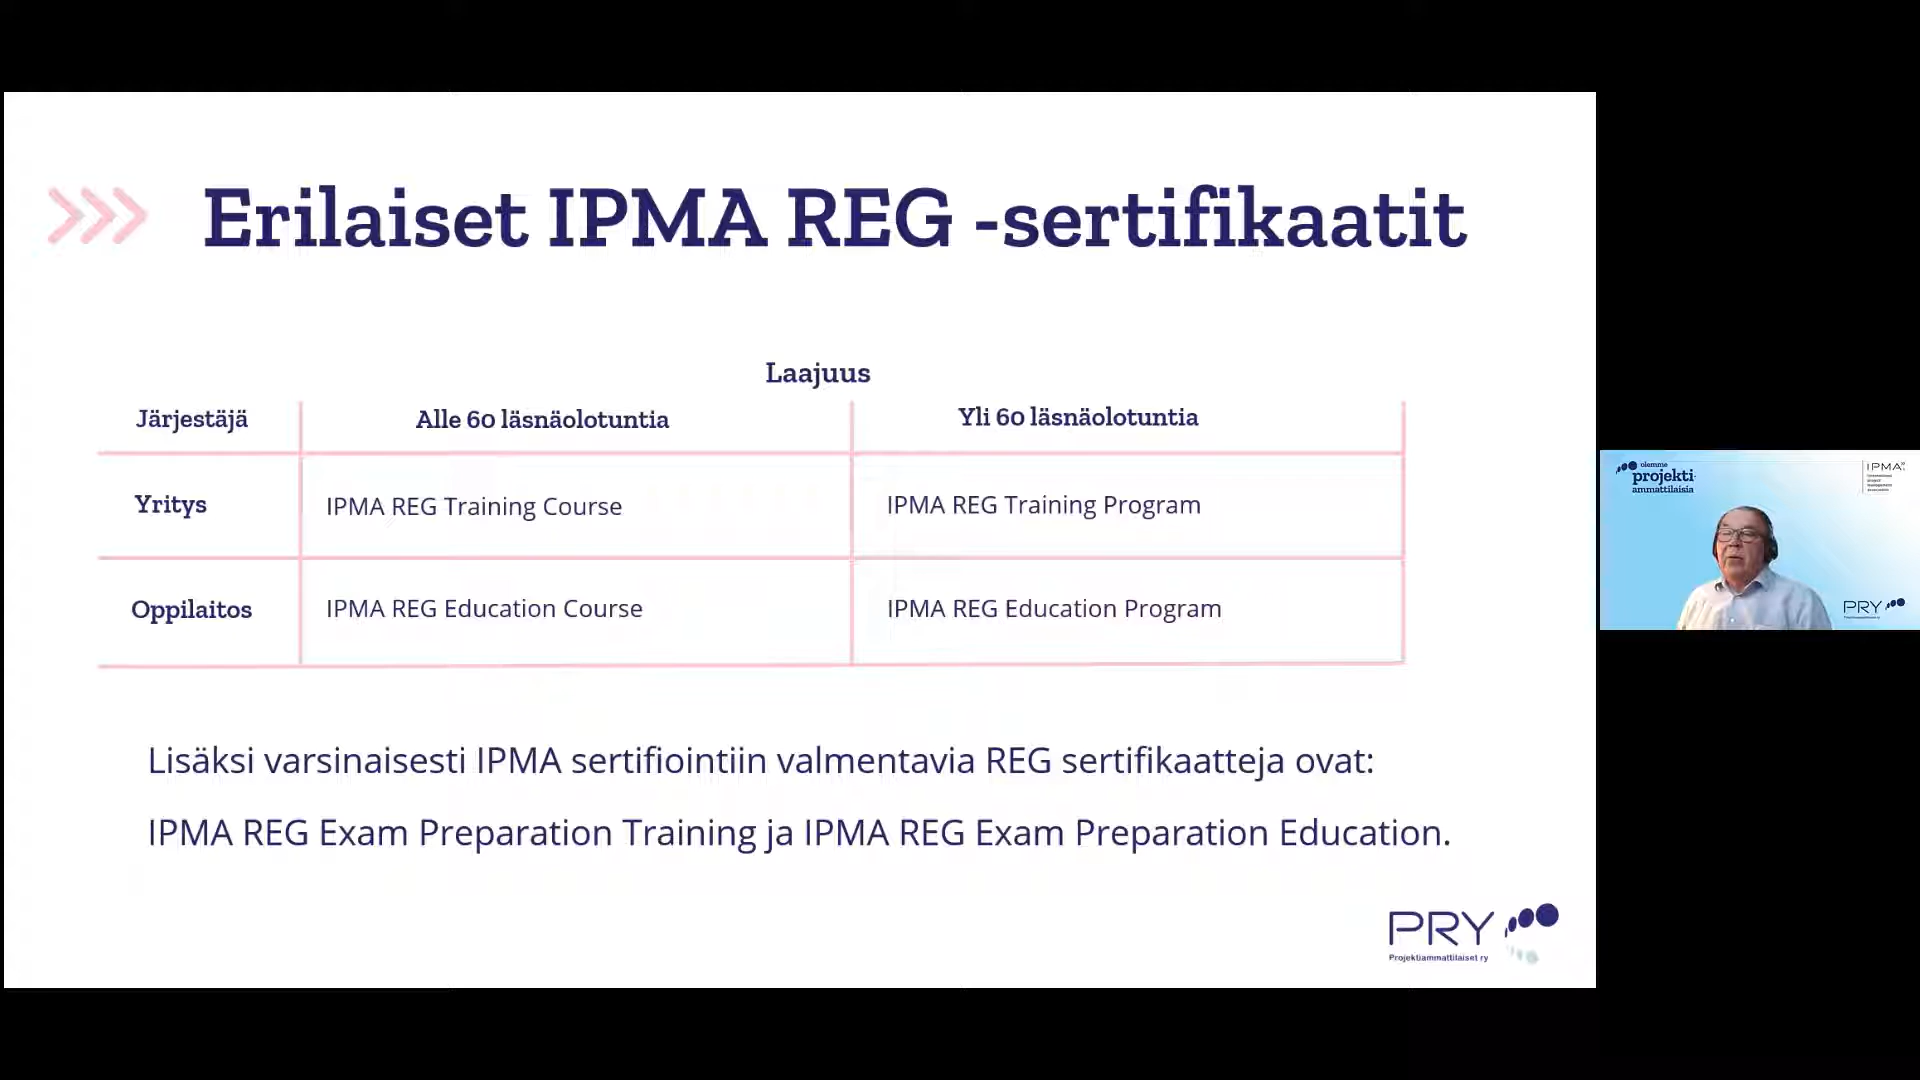 Erilaiset IPMA REG -sertifikaatit
Laajuus
Järjestäjä
Alle 60 läsnäolotuntia
Yli 60 läsnäolotuntia
Yritys
IPMA REG Training Course
IPMA REG Training Program
Oppilaitos
IPMA REG Education Course
IPMA REG Education Program
Lisäksi varsinaisesti IPMA sertifiointiin valmentavia REG sertifikaatteja ovat:
IPMA REG Exam Preparation Training ja IPMA REG Exam Preparation Education.
PRY
Projektiammattilaiset ry
olemme
projekti-
ammattilaisia
IPMA
PRY